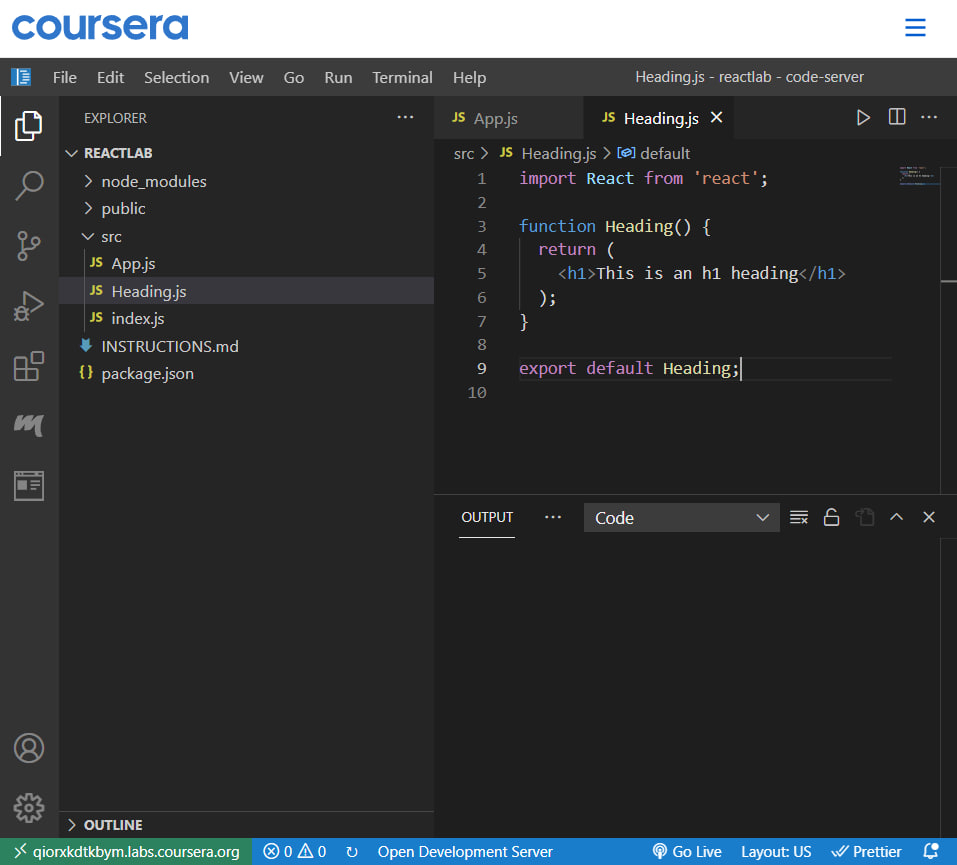 coursera
File Edit Selection View Go Run Terminal Help Heading.js - reactlab - code-server
EXPLORER ···
REACTLAB
node_modules
public
src
JS App.js
JS Heading.js
JS index.js
INSTRUCTIONS.md
{} package.json
OUTLINE
JS App.js JS Heading.js
src > JS Heading.js > default
1 import React from 'react';
2
3 function Heading() {
4 return (
5 <h1>This is an h1 heading</h1>
6 );
7 }
8
9 export default Heading;
10
OUTPUT ··· Code
qiorxkdtkbym.labs.coursera.org 0 0 Open Development Server Go Live Layout: US Prettier